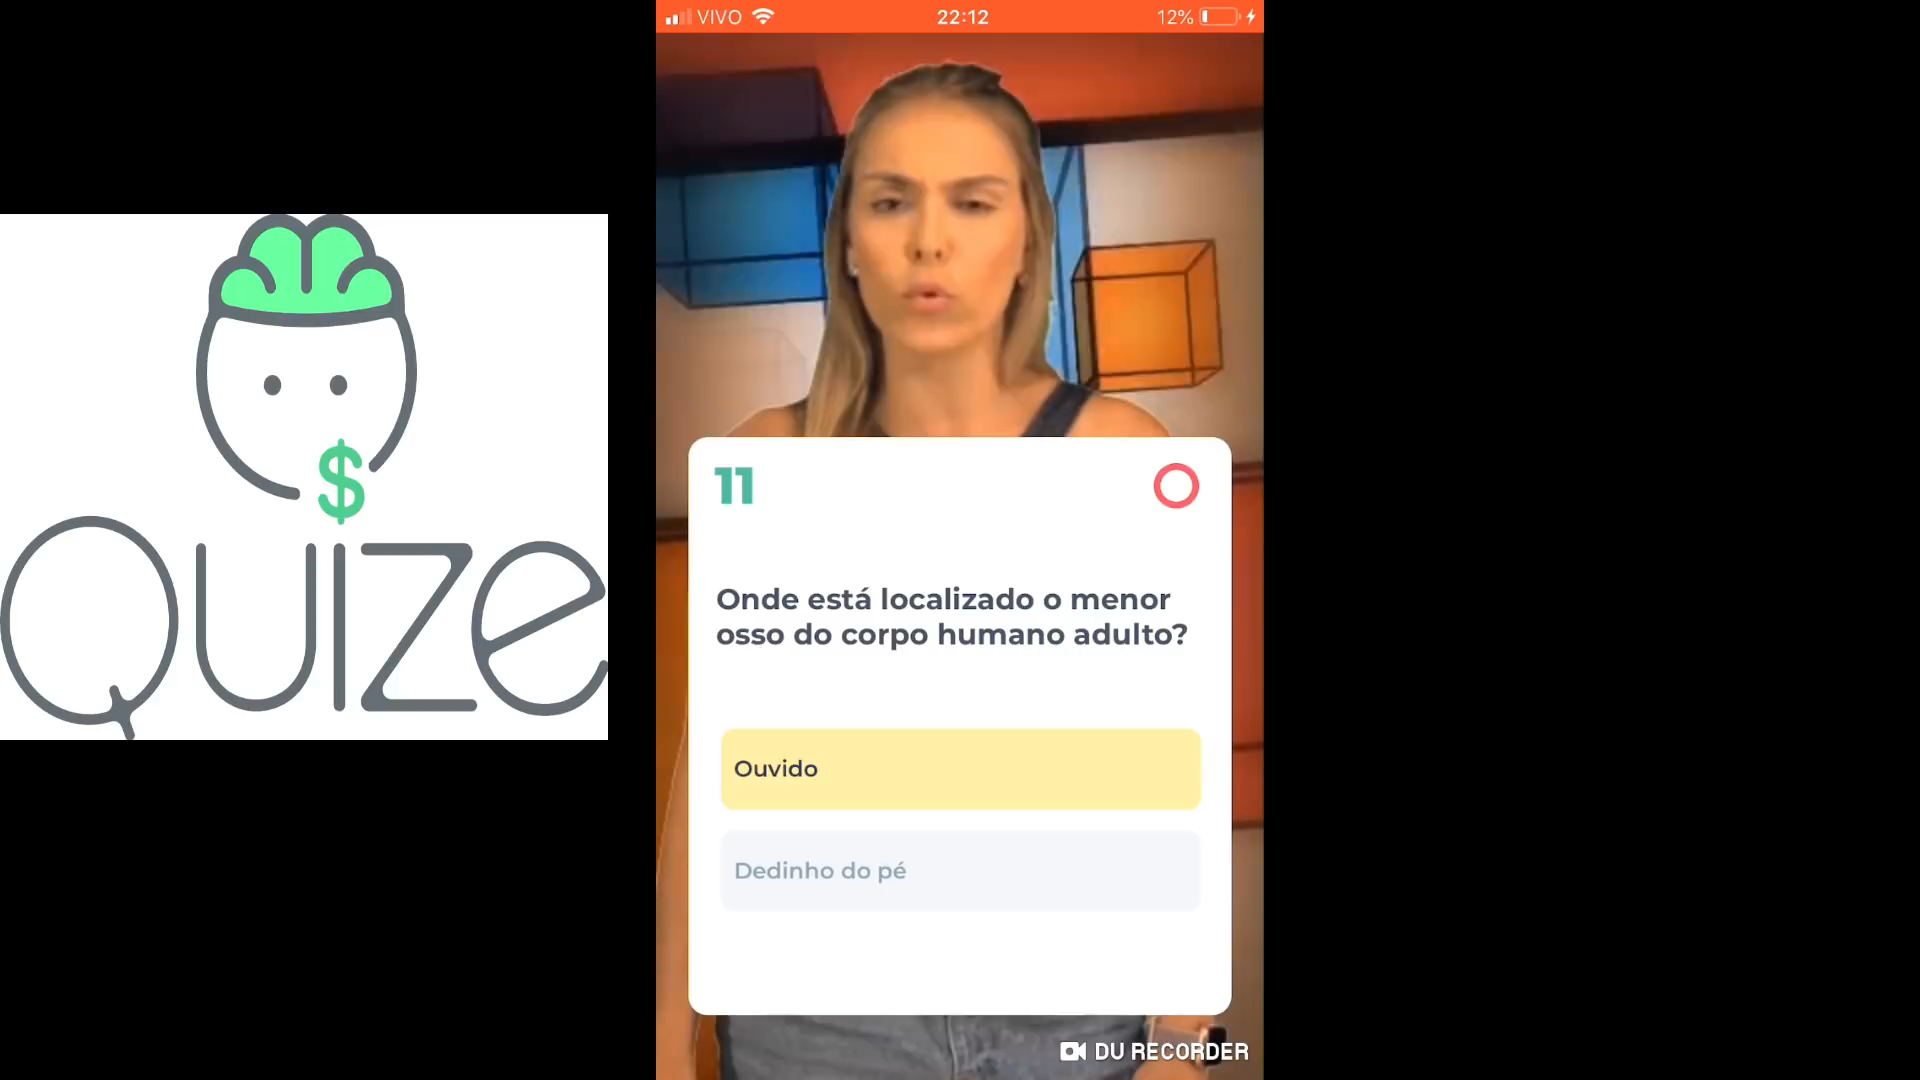 VIVO 22:12 12%
$
Quize
11
Onde está localizado o menor
osso do corpo humano adulto?
Ouvido
Dedinho do pé
DU RECORDER